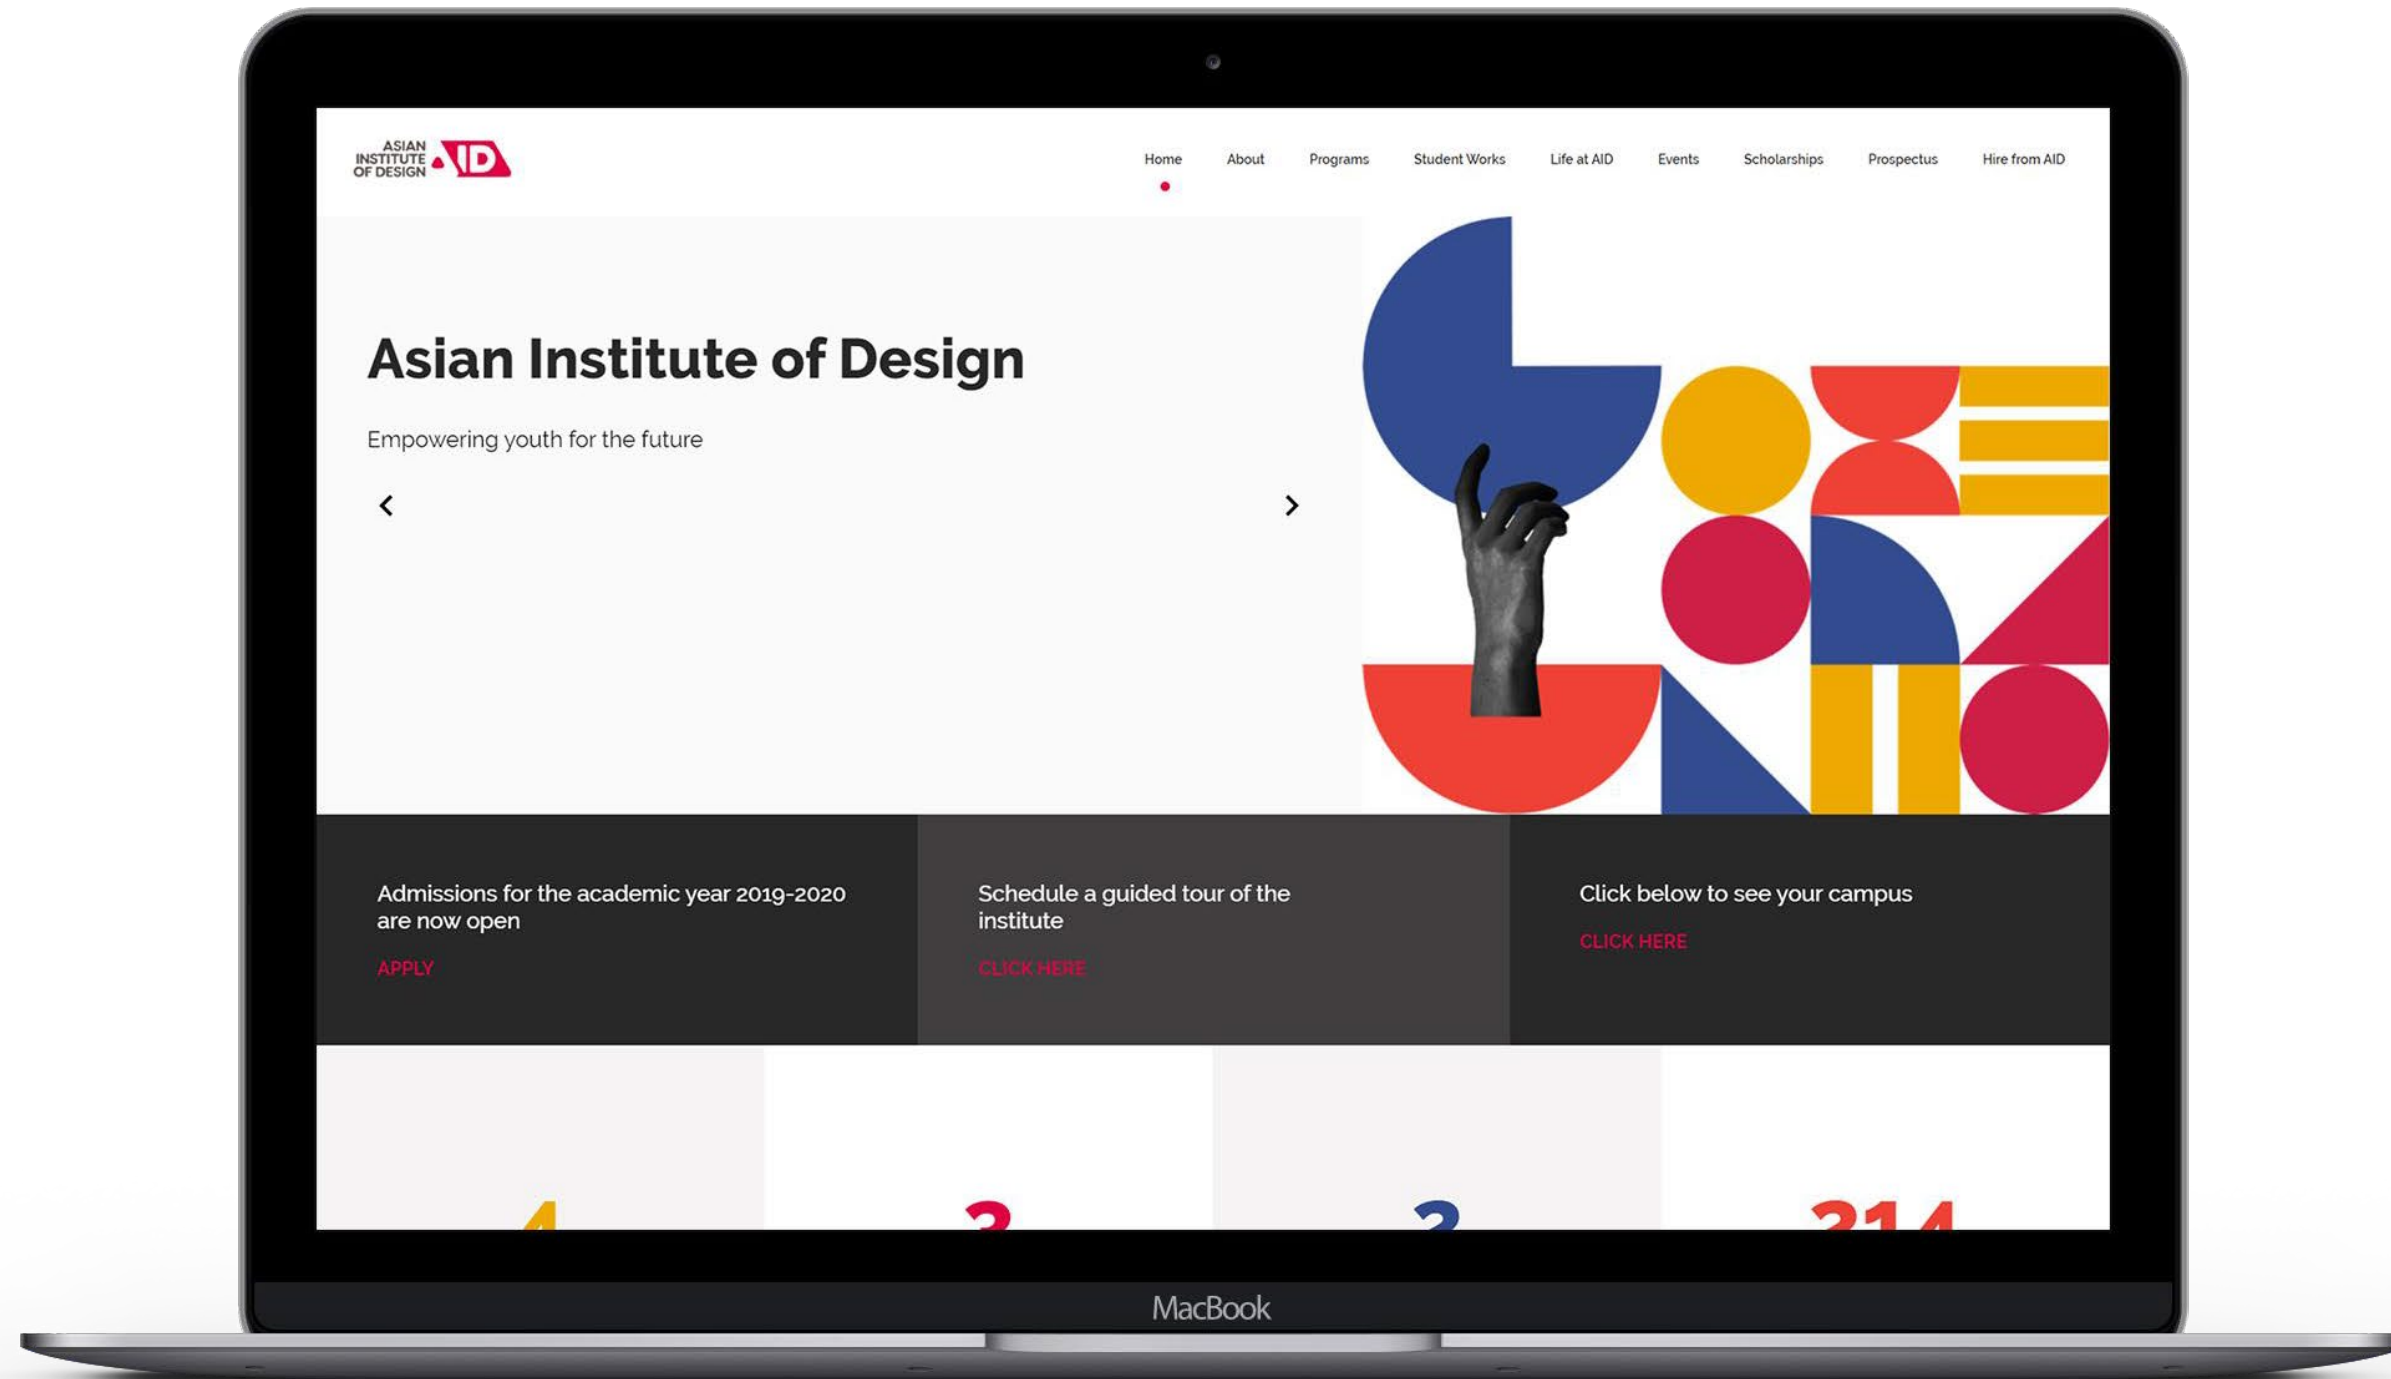 ASIAN
INSTITUTE
OF DESIGN
AID
Home About Programs Student Works Life at AID Events Scholarships Prospectus Hire from AID
Asian Institute of Design
Empowering youth for the future
Admissions for the academic year 2019-2020
are now open
APPLY
Schedule a guided tour of the
institute
CLICK HERE
Click below to see your campus
CLICK HERE
MacBook